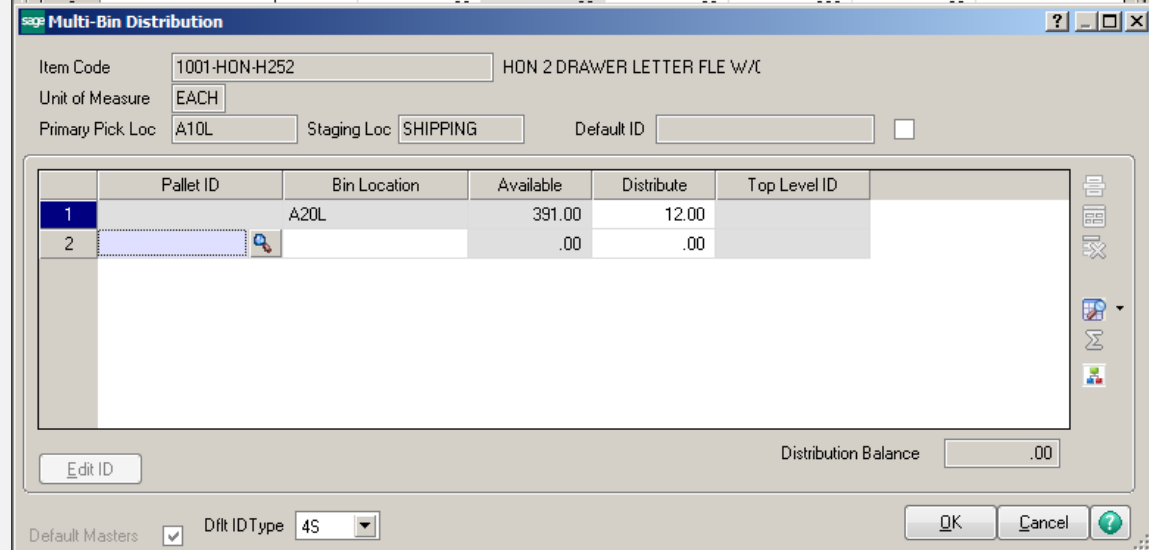 sage Multi-Bin Distribution ?
Item Code 1001-HON-H252 HON 2 DRAWER LETTER FLE W/
Unit of Measure EACH
Primary Pick Loc A10L Staging Loc SHIPPING Default ID
Pallet ID Bin Location Available Distribute Top Level ID
1 A20L 391.00 12.00
2 .00 .00
Distribution Balance .00
Edit ID
Default Masters Dflt IDType 4S OK Cancel ?